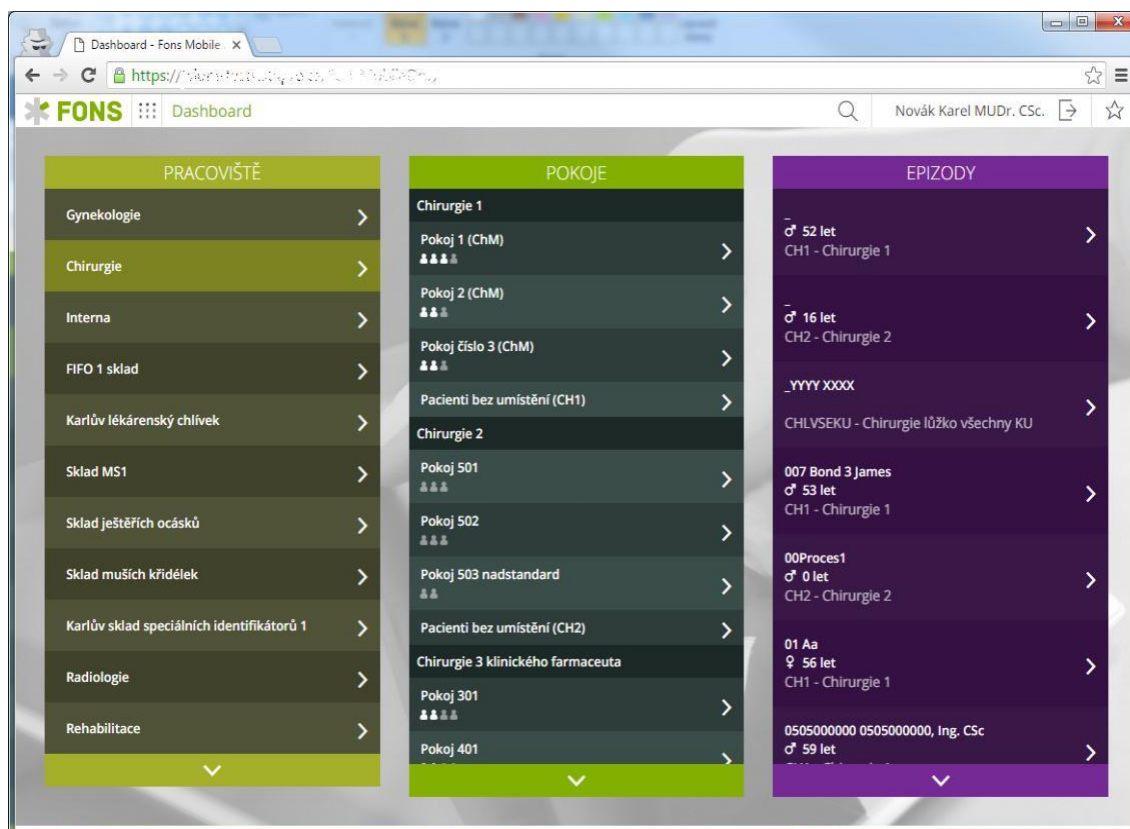 Dashboard - Fons Mobile
https://
FONS
Dashboard
Novák Karel MUDr. CSc.
PRACOVIŠTĚ
Gynekologie
Chirurgie
Interna
FIFO 1 sklad
Karlův lékárenský chlívek
Sklad MS1
Sklad ještěřích ocásků
Sklad muších křidélek
Karlův sklad speciálních identifikátorů 1
Radiologie
Rehabilitace
POKOJE
Chirurgie 1
Pokoj 1 (ChM)
Pokoj 2 (ChM)
Pokoj číslo 3 (ChM)
Pacienti bez umístění (CH1)
Chirurgie 2
Pokoj 501
Pokoj 502
Pokoj 503 nadstandard
Pacienti bez umístění (CH2)
Chirurgie 3 klinického farmaceuta
Pokoj 301
Pokoj 401
EPIZODY
_
♂ 52 let
CH1 - Chirurgie 1
_
♂ 16 let
CH2 - Chirurgie 2
_YYYY XXXX
CHLVSEKU - Chirurgie lůžko všechny KU
007 Bond 3 James
♂ 53 let
CH1 - Chirurgie 1
00Proces1
♂ 0 let
CH2 - Chirurgie 2
01 Aa
♀ 56 let
CH1 - Chirurgie 1
0505000000 0505000000, Ing. CSc
♂ 59 let